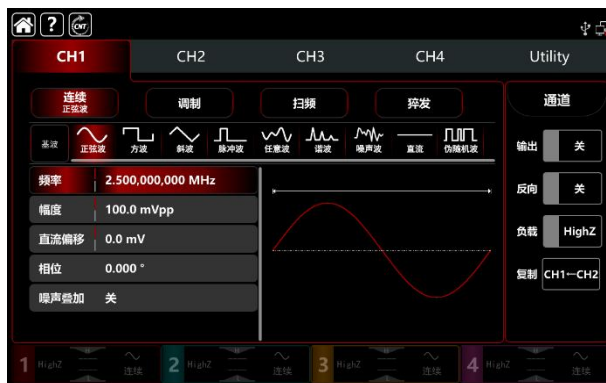 ? CNT
CH1 CH2 CH3 CH4 Utility
连续 调制 扫频 猝发 通道
正弦波
基波 正弦波 方波 斜波 脉冲波 任意波 谐波 噪声波 直流 伪随机波
输出 关
频率 2.500,000,000 MHz
反向 关
幅度 100.0 mVpp
负载 HighZ
直流偏移 0.0 mV
相位 0.000 °
复制 CH1←CH2
噪声叠加 关
1 HighZ 连续 2 HighZ 连续 3 HighZ 连续 4 HighZ 连续